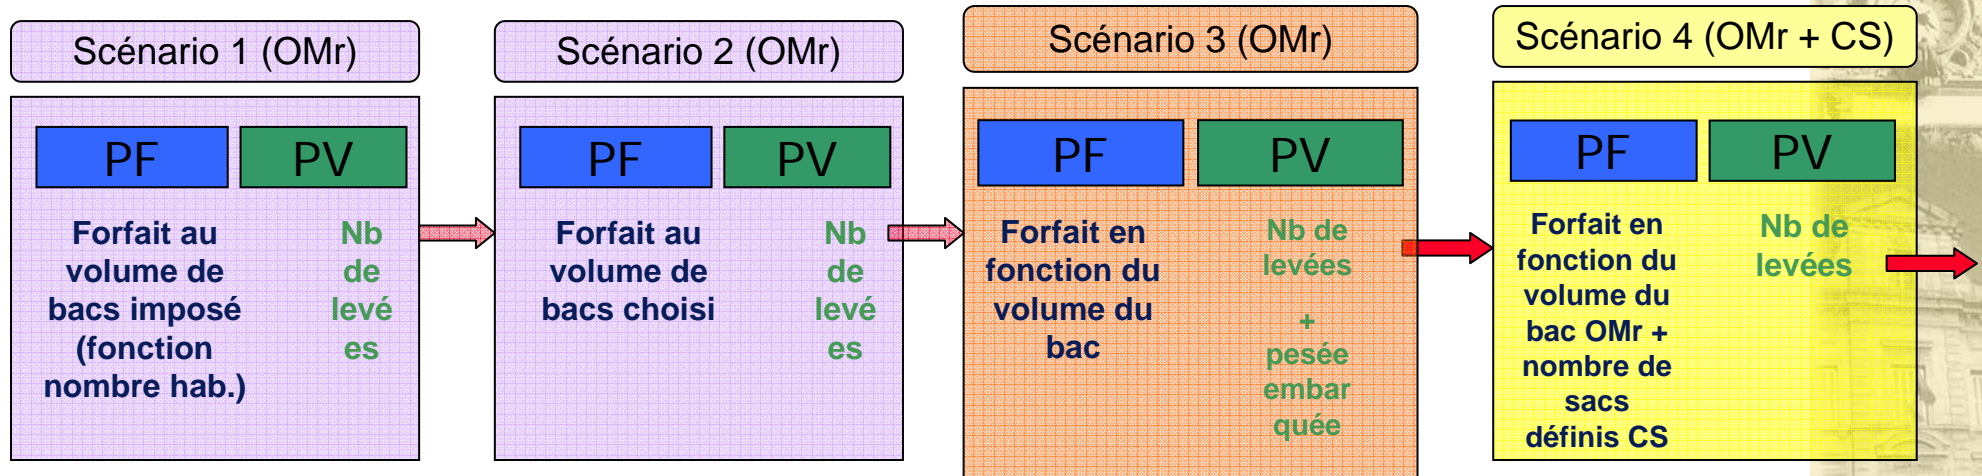 Scénario 1 (OMr)
PF
PV
Forfait au
volume de
bacs imposé
(fonction
nombre hab.)
Nb
de
levé
es
Scénario 2 (OMr)
PF
PV
Forfait au
volume de
bacs choisi
Nb
de
levé
es
Scénario 3 (OMr)
PF
PV
Forfait en
fonction du
volume du
bac
Nb de
levées
+
pesée
embar
quée
Scénario 4 (OMr + CS)
PF
PV
Forfait en
fonction du
volume du
bac OMr +
nombre de
sacs
définis CS
Nb de
levées